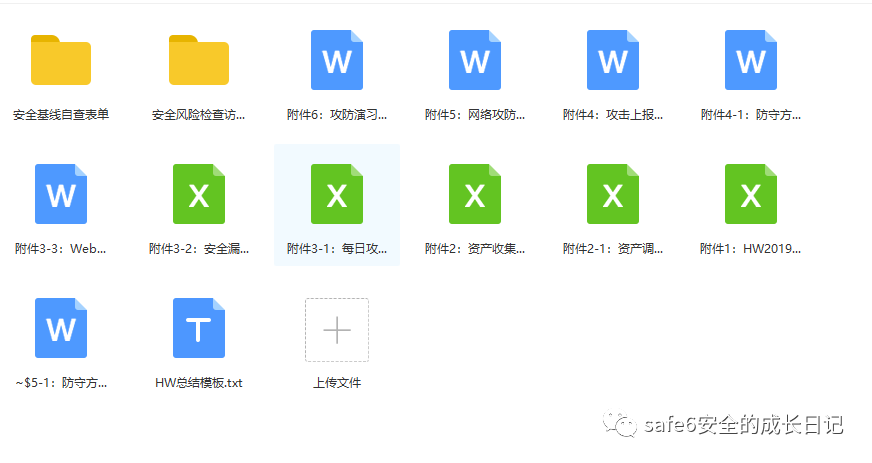 安全基线自查表单
安全风险检查访...
附件6：攻防演习...
附件5：网络攻防...
附件4：攻击上报...
附件4-1：防守方...
附件3-3：Web...
附件3-2：安全漏...
附件3-1：每日攻...
附件2：资产收集...
附件2-1：资产调...
附件1：HW2019...
~$5-1：防守方...
HW总结模板.txt
上传文件
safe6安全的成长日记